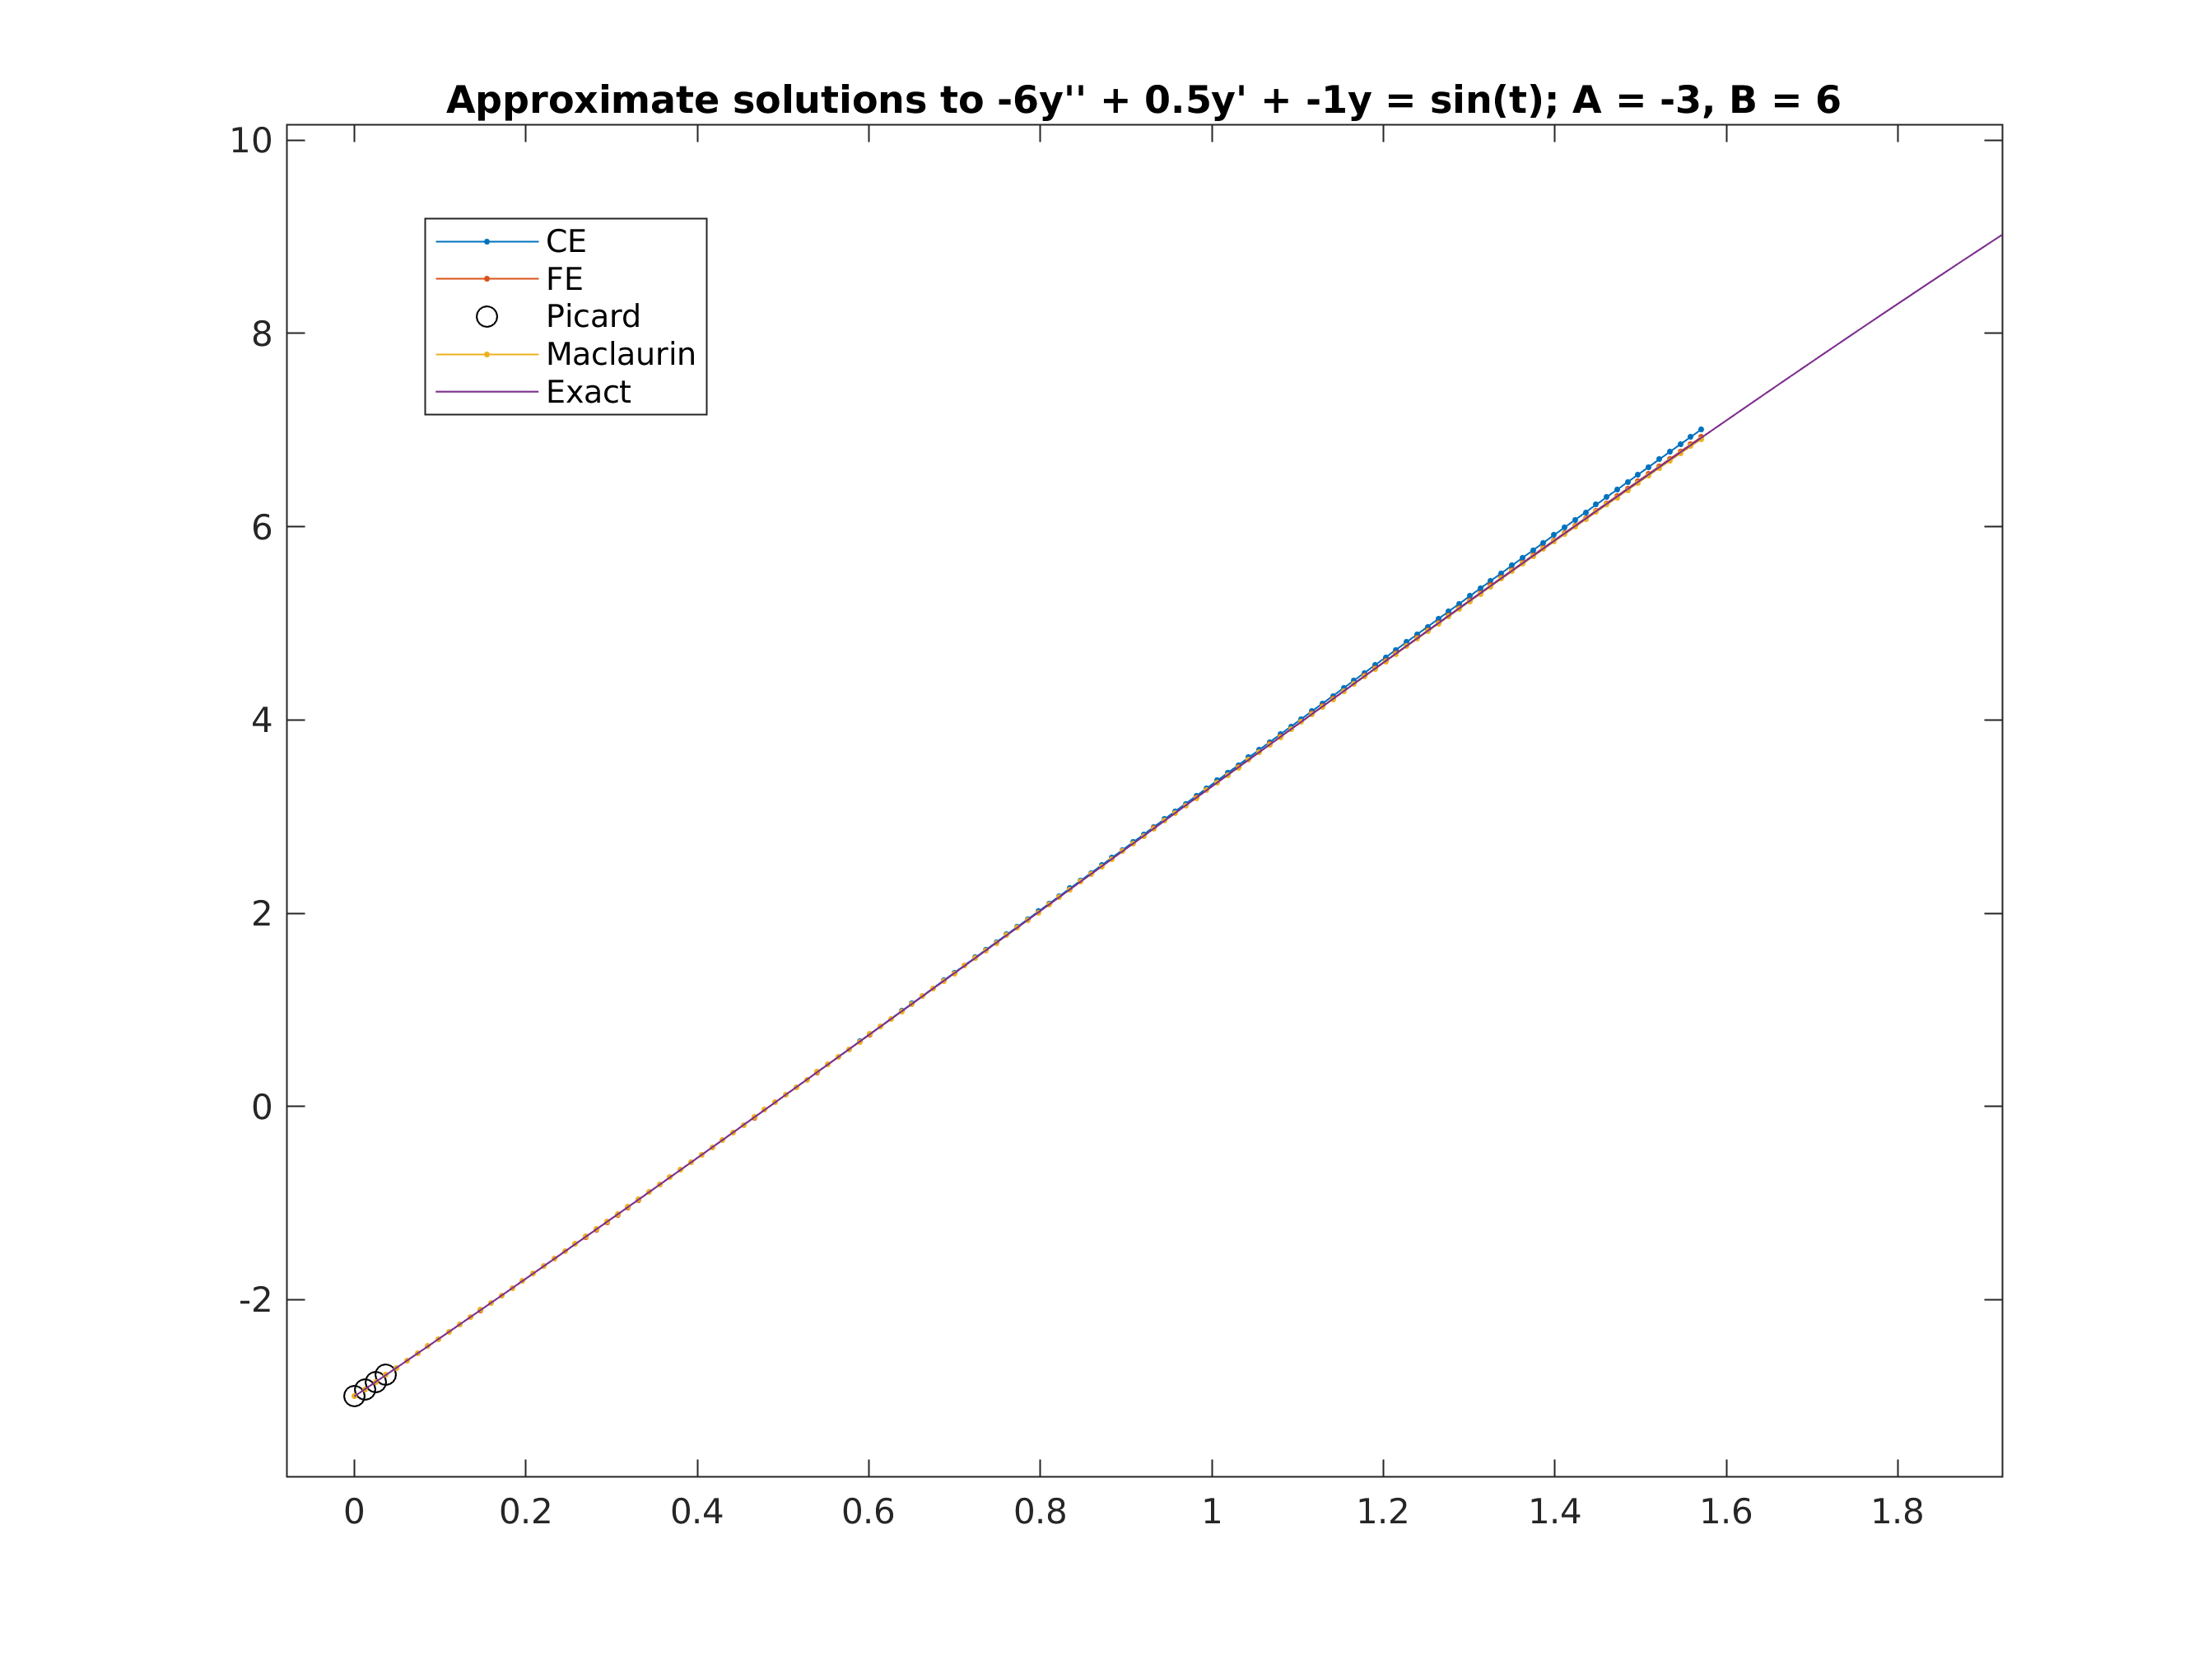 Approximate solutions to -6y'' + 0.5y' + -1y = sin(t); A = -3, B = 6
10
8
6
4
2
0
-2
CE
FE
Picard
Maclaurin
Exact
0 0.2 0.4 0.6 0.8 1 1.2 1.4 1.6 1.8